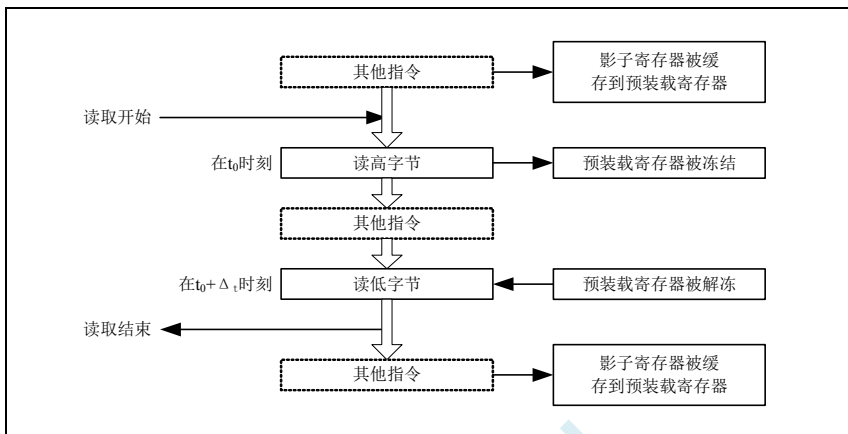 其他指令
影子寄存器被缓
存到预装载寄存器
读取开始
在t₀时刻
读高字节
预装载寄存器被冻结
其他指令
在t₀+Δₜ时刻
读低字节
预装载寄存器被解冻
读取结束
其他指令
影子寄存器被缓
存到预装载寄存器